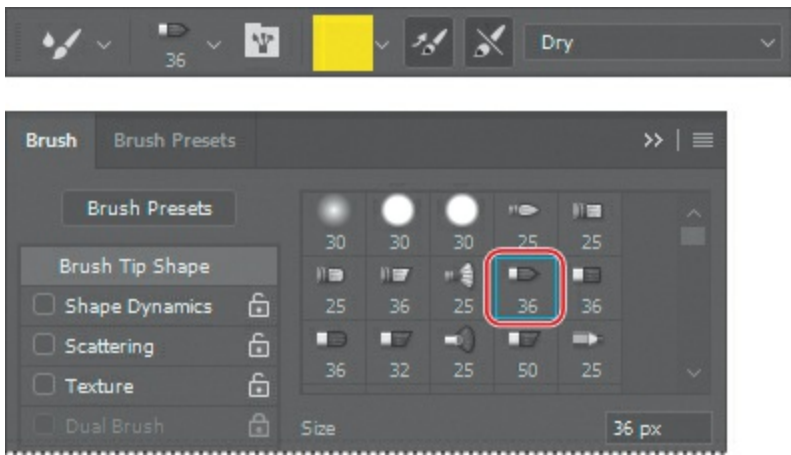 36 Dry
Brush Brush Presets
Brush Presets
30 30 30 25 25
Brush Tip Shape
Shape Dynamics 25 36 25 36 36
Scattering
36 32 25 50 25
Texture
Dual Brush Size 36 px